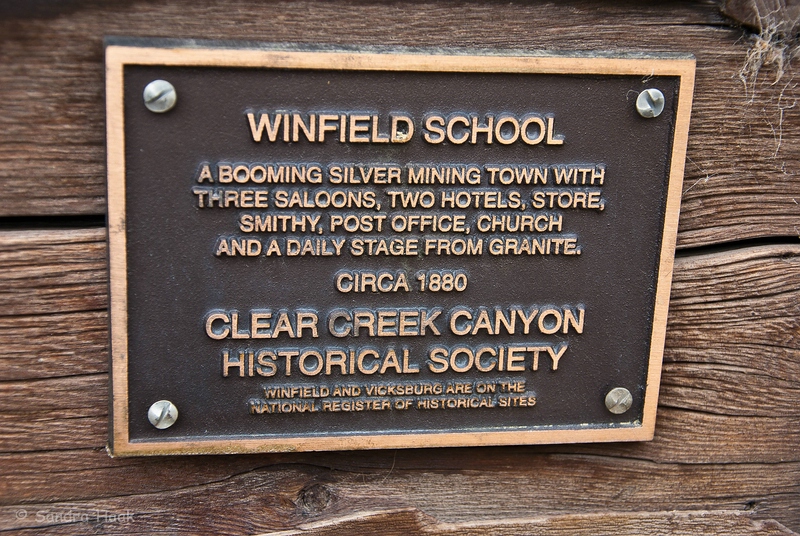 WINFIELD SCHOOL
A BOOMING SILVER MINING TOWN WITH
THREE SALOONS, TWO HOTELS, STORE,
SMITHY, POST OFFICE, CHURCH
AND A DAILY STAGE FROM GRANITE.
CIRCA 1880
CLEAR CREEK CANYON
HISTORICAL SOCIETY
WINFIELD AND VICKSBURG ARE ON THE
NATIONAL REGISTER OF HISTORICAL SITES
© Sandra Hook